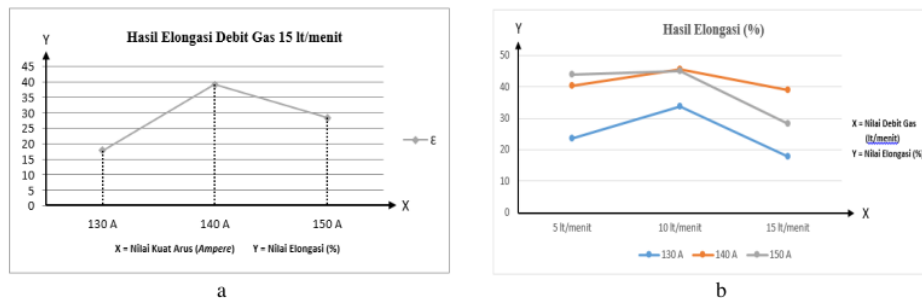 Hasil Elongasi Debit Gas 15 lt/menit
Y
45
40
35
30
25
20
15
10
5
0
ε
X
130 A 140 A 150 A
X = Nilai Kuat Arus (Ampere) Y = Nilai Elongasi (%)
a
Hasil Elongasi (%)
Y
50
40
30
20
10
0
X = Nilai Debit Gas
(lt/menit)
Y = Nilai Elongasi (%)
X
5 lt/menit 10 lt/menit 15 lt/menit
130 A 140 A 150 A
b